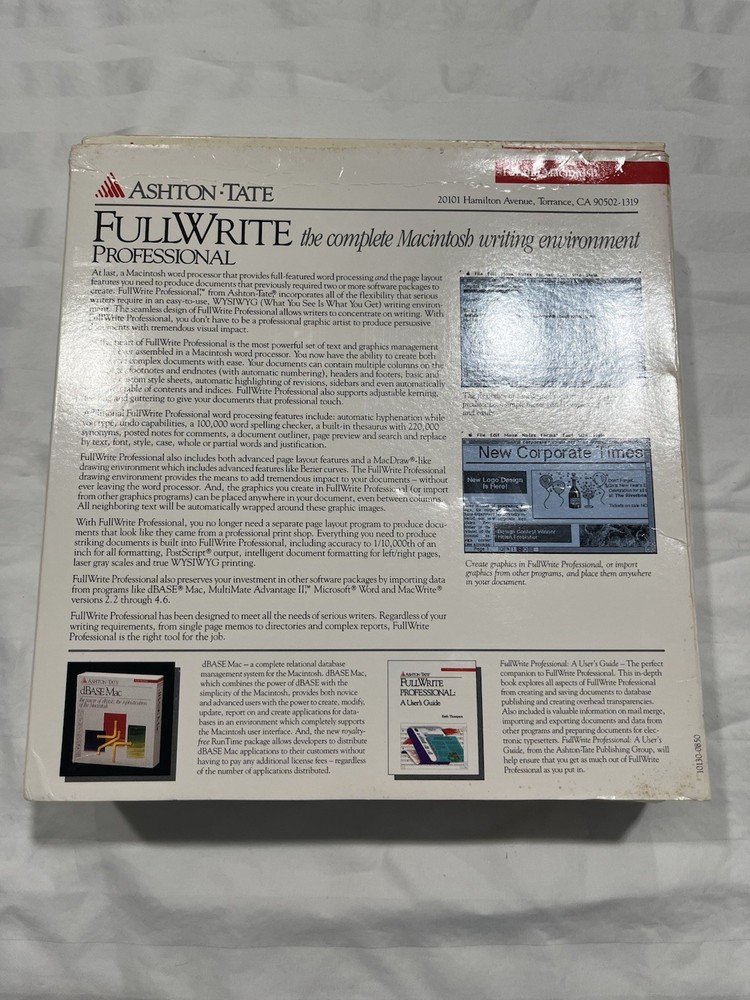 For the Macintosh
ASHTON·TATE
20101 Hamilton Avenue, Torrance, CA 90502-1319
FULLWRITE the complete Macintosh writing environment
PROFESSIONAL
At last, a Macintosh word processor that provides full-featured word processing and the page layout
features you need to produce documents that previously required two or more software packages to
create. FullWrite Professional,™ from Ashton-Tate® incorporates all of the flexibility that serious
writers require in an easy-to-use, WYSIWYG (What You See Is What You Get) writing environ-
ment. The seamless design of FullWrite Professional allows writers to concentrate on writing. With
FullWrite Professional, you don't have to be a professional graphic artist to produce persuasive
with tremendous visual impact.
heart of FullWrite Professional is the most powerful set of text and graphics management
ever assembled in a Macintosh word processor. You now have the ability to create both
complex documents with ease. Your documents can contain multiple columns on the
footnotes and endnotes (with automatic numbering), headers and footers, basic and
custom style sheets, automatic highlighting of revisions, sidebars and even automatically
table of contents and indices. FullWrite Professional also supports adjustable kerning,
and guttering to give your documents that professional touch.
FullWrite Professional word processing features include: automatic hyphenation while
you type, undo capabilities, a 100,000 word spelling checker, a built-in thesaurus with 220,000
synonyms, posted notes for comments, a document outliner, page preview and search and replace
by text, font, style, case, whole or partial words and justification.
FullWrite Professional also includes both advanced page layout features and a MacDraw®-like
drawing environment which includes advanced features like Bezier curves. The FullWrite Professional
drawing environment provides the means to add tremendous impact to your documents – without
ever leaving the word processor. And, the graphics you create in FullWrite Professional (or import
from other graphics programs) can be placed anywhere in your document, even between columns.
All neighboring text will be automatically wrapped around these graphic images.
With FullWrite Professional, you no longer need a separate page layout program to produce docu-
ments that look like they came from a professional print shop. Everything you need to produce
striking documents is built into FullWrite Professional, including accuracy to 1/10,000th of an
inch for all formatting, PostScript® output, intelligent document formatting for left/right pages,
laser gray scales and true WYSIWYG printing.
FullWrite Professional also preserves your investment in other software packages by importing data
from programs like dBASE® Mac, MultiMate Advantage II,™ Microsoft® Word and MacWrite®
versions 2.2 through 4.6.
FullWrite Professional has been designed to meet all the needs of serious writers. Regardless of your
writing requirements, from single page memos to directories and complex reports, FullWrite
Professional is the right tool for the job.
and easy.
New Corporate Times
New Logo Design
Is Here!
Design Contest Winner
Helen Freelisher
Page 1
Create graphics in FullWrite Professional, or import
graphics from other programs, and place them anywhere
in your document.
ASHTON·TATE
dBASE Mac
The power of dBASE, the sophistication
of the Macintosh
dBASE Mac – a complete relational database
management system for the Macintosh. dBASE Mac,
which combines the power of dBASE with the
simplicity of the Macintosh, provides both novice
and advanced users with the power to create, modify,
update, report on and create applications for data-
bases in an environment which completely supports
the Macintosh user interface. And, the new royalty-
free RunTime package allows developers to distribute
dBASE Mac applications to their customers without
having to pay any additional license fees – regardless
of the number of applications distributed.
ASHTON·TATE
FULLWRITE
PROFESSIONAL:
A User's Guide
FullWrite Professional: A User's Guide – The perfect
companion to FullWrite Professional. This in-depth
book explores all aspects of FullWrite Professional
from creating and saving documents to database
publishing and creating overhead transparencies.
Also included is valuable information on mail merge,
importing and exporting documents and data from
other programs and preparing documents for elec-
tronic typesetters. FullWrite Professional: A User's
Guide, from the Ashton-Tate Publishing Group, will
help ensure that you get as much out of FullWrite
Professional as you put in.
10130-0850